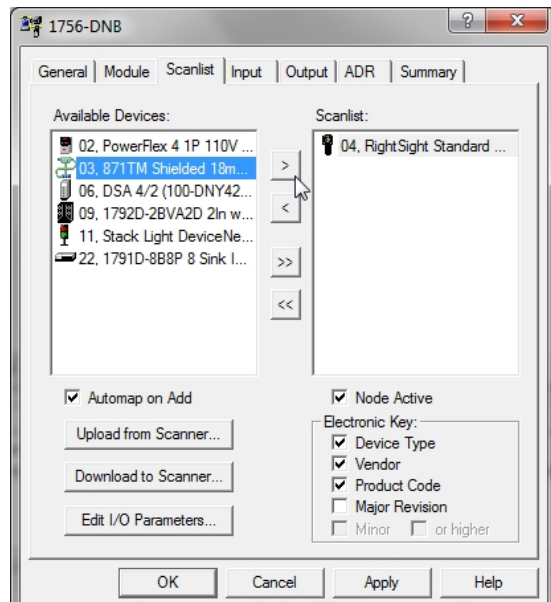 1756-DNB
General Module Scanlist Input Output ADR Summary
Available Devices:
02, PowerFlex 4 1P 110V ...
03, 871TM Shielded 18m...
06, DSA 4/2 (100-DNY42...
09, 1792D-2BVA2D 2In w...
11, Stack Light DeviceNe...
22, 1791D-8B8P 8 Sink I...
>
<
>>
<<
Scanlist:
04, RightSight Standard ...
Automap on Add
Upload from Scanner...
Download to Scanner...
Edit I/O Parameters...
Node Active
Electronic Key:
Device Type
Vendor
Product Code
Major Revision
Minor or higher
OK Cancel Apply Help